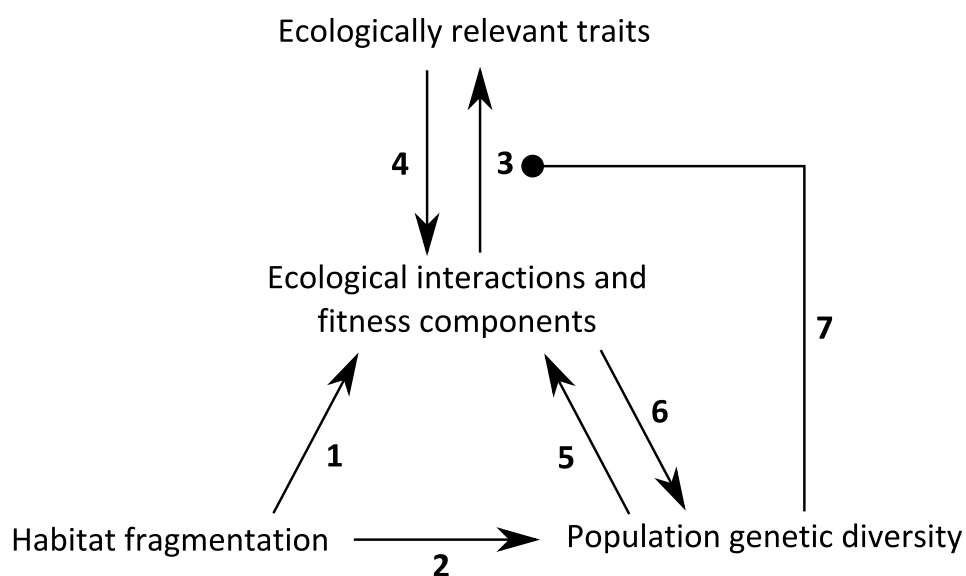 Ecologically relevant traits
4
3
Ecological interactions and
fitness components
7
6
1
5
Habitat fragmentation
Population genetic diversity
2